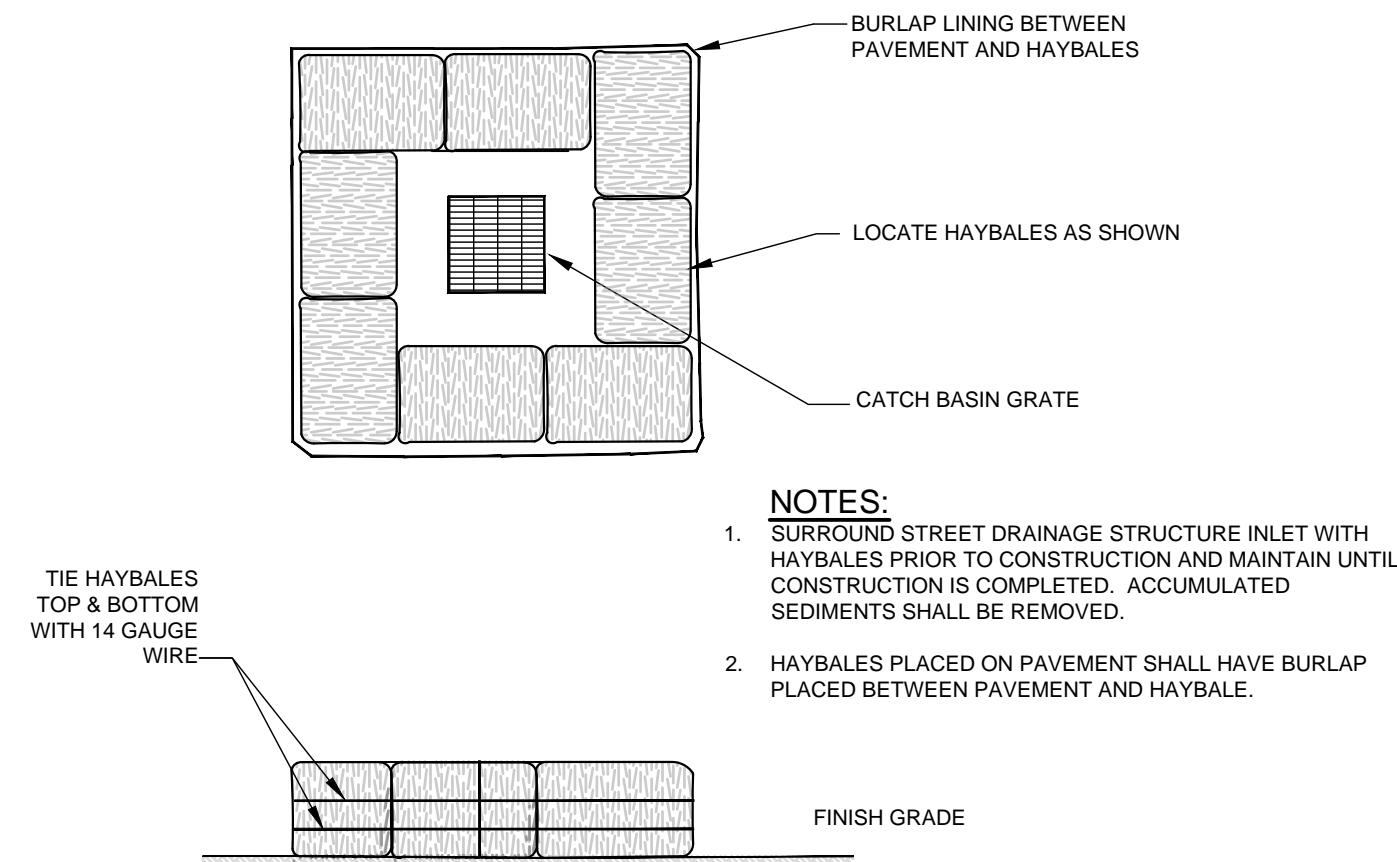 BURLAP LINING BETWEEN
PAVEMENT AND HAYBALES
LOCATE HAYBALES AS SHOWN
CATCH BASIN GRATE
NOTES:
1. SURROUND STREET DRAINAGE STRUCTURE INLET WITH
HAYBALES PRIOR TO CONSTRUCTION AND MAINTAIN UNTIL
CONSTRUCTION IS COMPLETED. ACCUMULATED
SEDIMENTS SHALL BE REMOVED.
2. HAYBALES PLACED ON PAVEMENT SHALL HAVE BURLAP
PLACED BETWEEN PAVEMENT AND HAYBALE.
TIE HAYBALES
TOP & BOTTOM
WITH 14 GAUGE
WIRE
FINISH GRADE